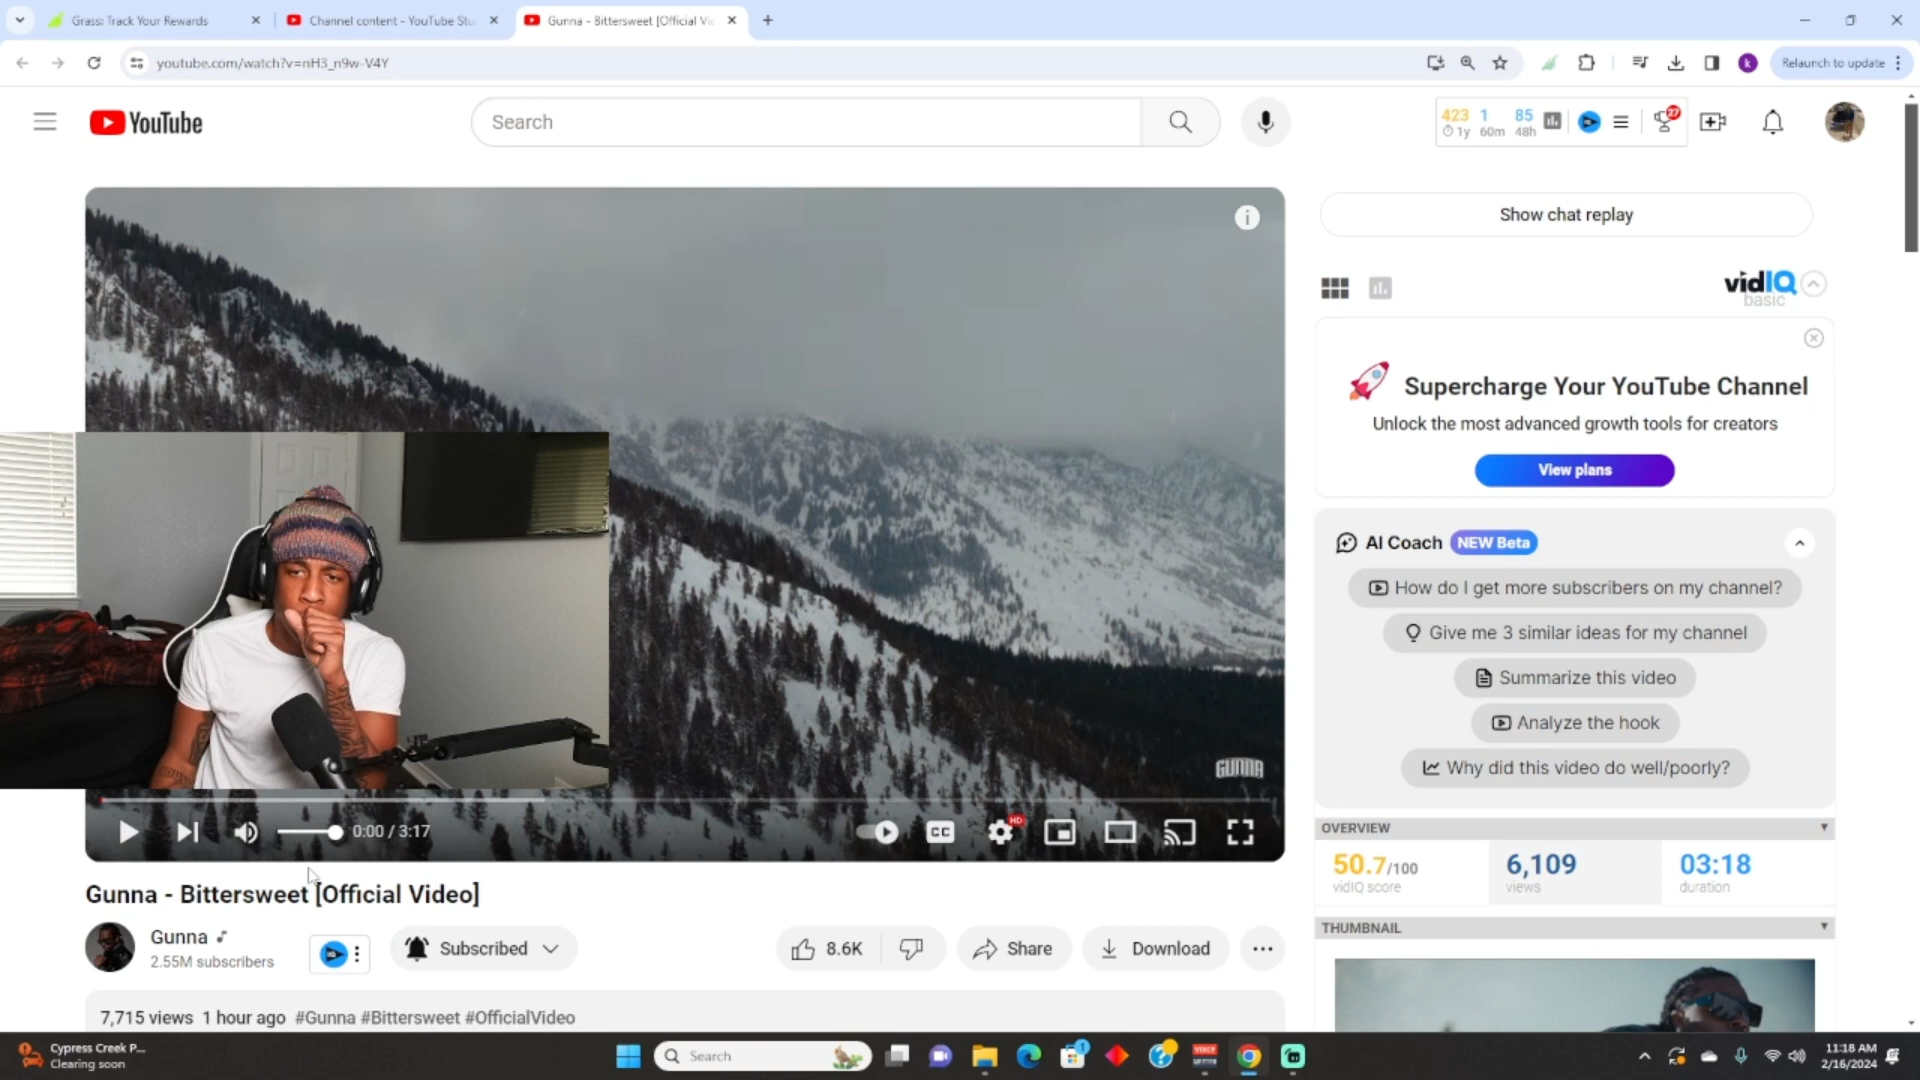 Grass: Track Your Rewards
Channel content - YouTube Stu
Gunna - Bittersweet [Official Vi
youtube.com/watch?v=nH3_n9w-V4Y
Relaunch to update
k
YouTube
Search
423 1 85
1y 60m 48h
27
Show chat replay
vidIQ
basic
Supercharge Your YouTube Channel
Unlock the most advanced growth tools for creators
View plans
AI Coach NEW Beta
How do I get more subscribers on my channel?
Give me 3 similar ideas for my channel
Summarize this video
Analyze the hook
Why did this video do well/poorly?
GUNNA
0:00 / 3:17
CC
HD
OVERVIEW
50.7/100 6,109 03:18
vidIQ score views duration
THUMBNAIL
Gunna - Bittersweet [Official Video]
Gunna
2.55M subscribers
Subscribed
8.6K
Share
Download
7,715 views 1 hour ago #Gunna #Bittersweet #OfficialVideo
Cypress Creek P...
Clearing soon
Search
1
VOICE
MEETER
11:18 AM
2/16/2024